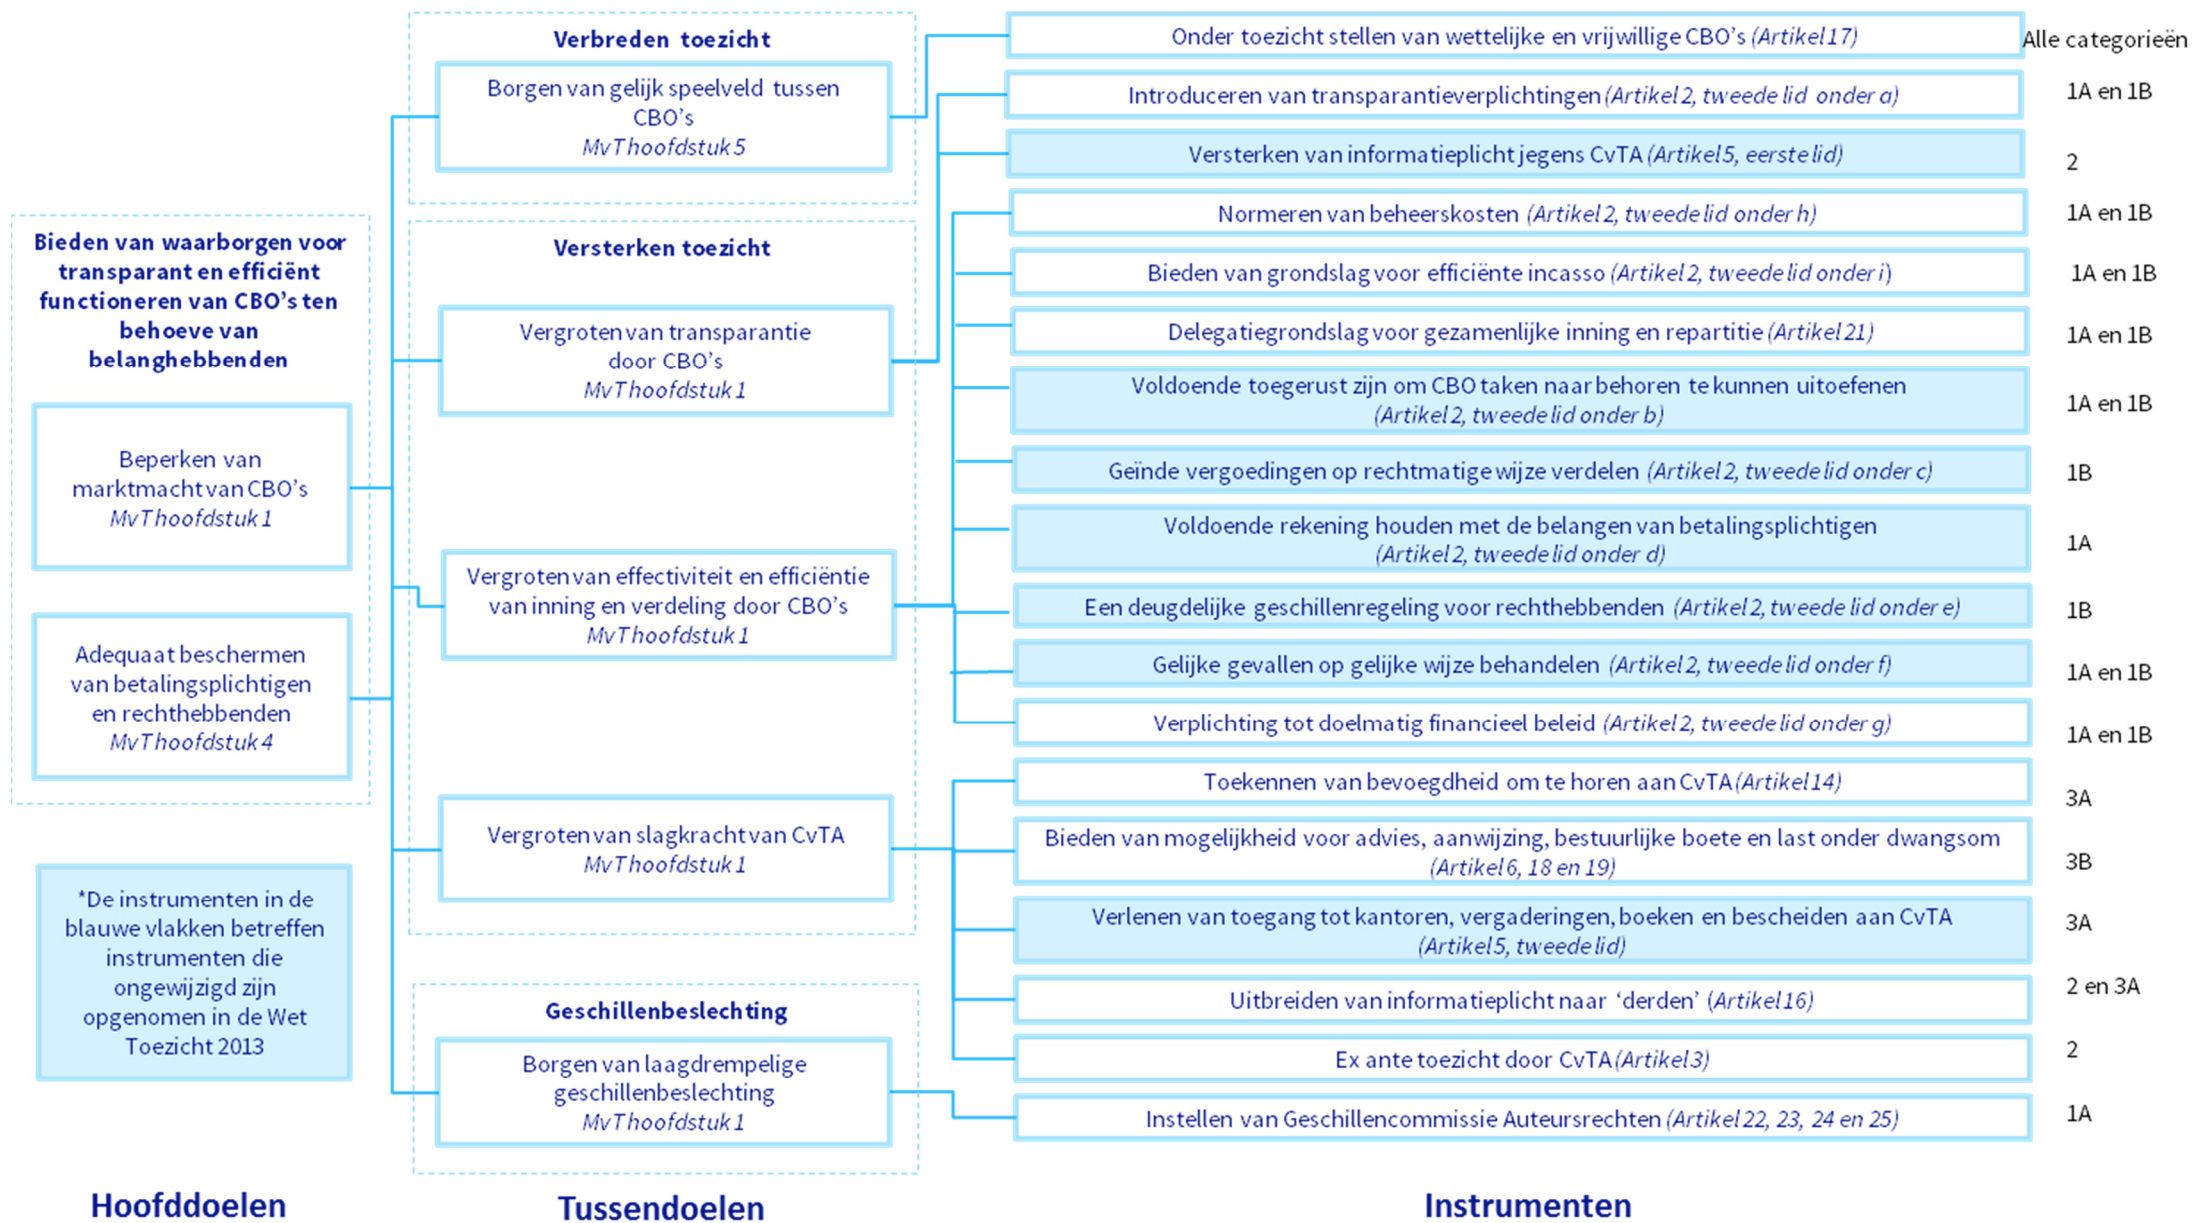 Bieden van waarborgen voor
transparant en efficiënt
functioneren van CBO's ten
behoeve van
belanghebbenden
Beperken van
marktmacht van CBO's
MvT hoofdstuk 1
Adequaat beschermen
van betalingsplichtigen
en rechthebbenden
MvT hoofdstuk 4
*De instrumenten in de
blauwe vlakken betreffen
instrumenten die
ongewijzigd zijn
opgenomen in de Wet
Toezicht 2013
Hoofddoelen
Verbreden toezicht
Borgen van gelijk speelveld tussen
CBO's
MvT hoofdstuk 5
Versterken toezicht
Vergroten van transparantie
door CBO's
MvT hoofdstuk 1
Vergroten van effectiviteit en efficiëntie
van inning en verdeling door CBO's
MvT hoofdstuk 1
Vergroten van slagkracht van CvTA
MvT hoofdstuk 1
Geschillenbeslechting
Borgen van laagdrempelige
geschillenbeslechting
MvT hoofdstuk 1
Tussendoelen
Onder toezicht stellen van wettelijke en vrijwillige CBO's (Artikel 17)
Alle categorieën
Introduceren van transparantieverplichtingen (Artikel 2, tweede lid onder a)
1A en 1B
Versterken van informatieplicht jegens CvTA (Artikel 5, eerste lid)
2
Normeren van beheerskosten (Artikel 2, tweede lid onder h)
1A en 1B
Bieden van grondslag voor efficiënte incasso (Artikel 2, tweede lid onder i)
1A en 1B
Delegatiegrondslag voor gezamenlijke inning en repartitie (Artikel 21)
1A en 1B
Voldoende toegerust zijn om CBO taken naar behoren te kunnen uitoefenen
(Artikel 2, tweede lid onder b)
1A en 1B
Geïnde vergoedingen op rechtmatige wijze verdelen (Artikel 2, tweede lid onder c)
1B
Voldoende rekening houden met de belangen van betalingsplichtigen
(Artikel 2, tweede lid onder d)
1A
Een deugdelijke geschillenregeling voor rechthebbenden (Artikel 2, tweede lid onder e)
1B
Gelijke gevallen op gelijke wijze behandelen (Artikel 2, tweede lid onder f)
1A en 1B
Verplichting tot doelmatig financieel beleid (Artikel 2, tweede lid onder g)
1A en 1B
Toekennen van bevoegdheid om te horen aan CvTA (Artikel 14)
3A
Bieden van mogelijkheid voor advies, aanwijzing, bestuurlijke boete en last onder dwangsom
(Artikel 6, 18 en 19)
3B
Verlenen van toegang tot kantoren, vergaderingen, boeken en bescheiden aan CvTA
(Artikel 5, tweede lid)
3A
Uitbreiden van informatieplicht naar 'derden' (Artikel 16)
2 en 3A
Ex ante toezicht door CvTA (Artikel 3)
2
Instellen van Geschillencommissie Auteursrechten (Artikel 22, 23, 24 en 25)
1A
Instrumenten